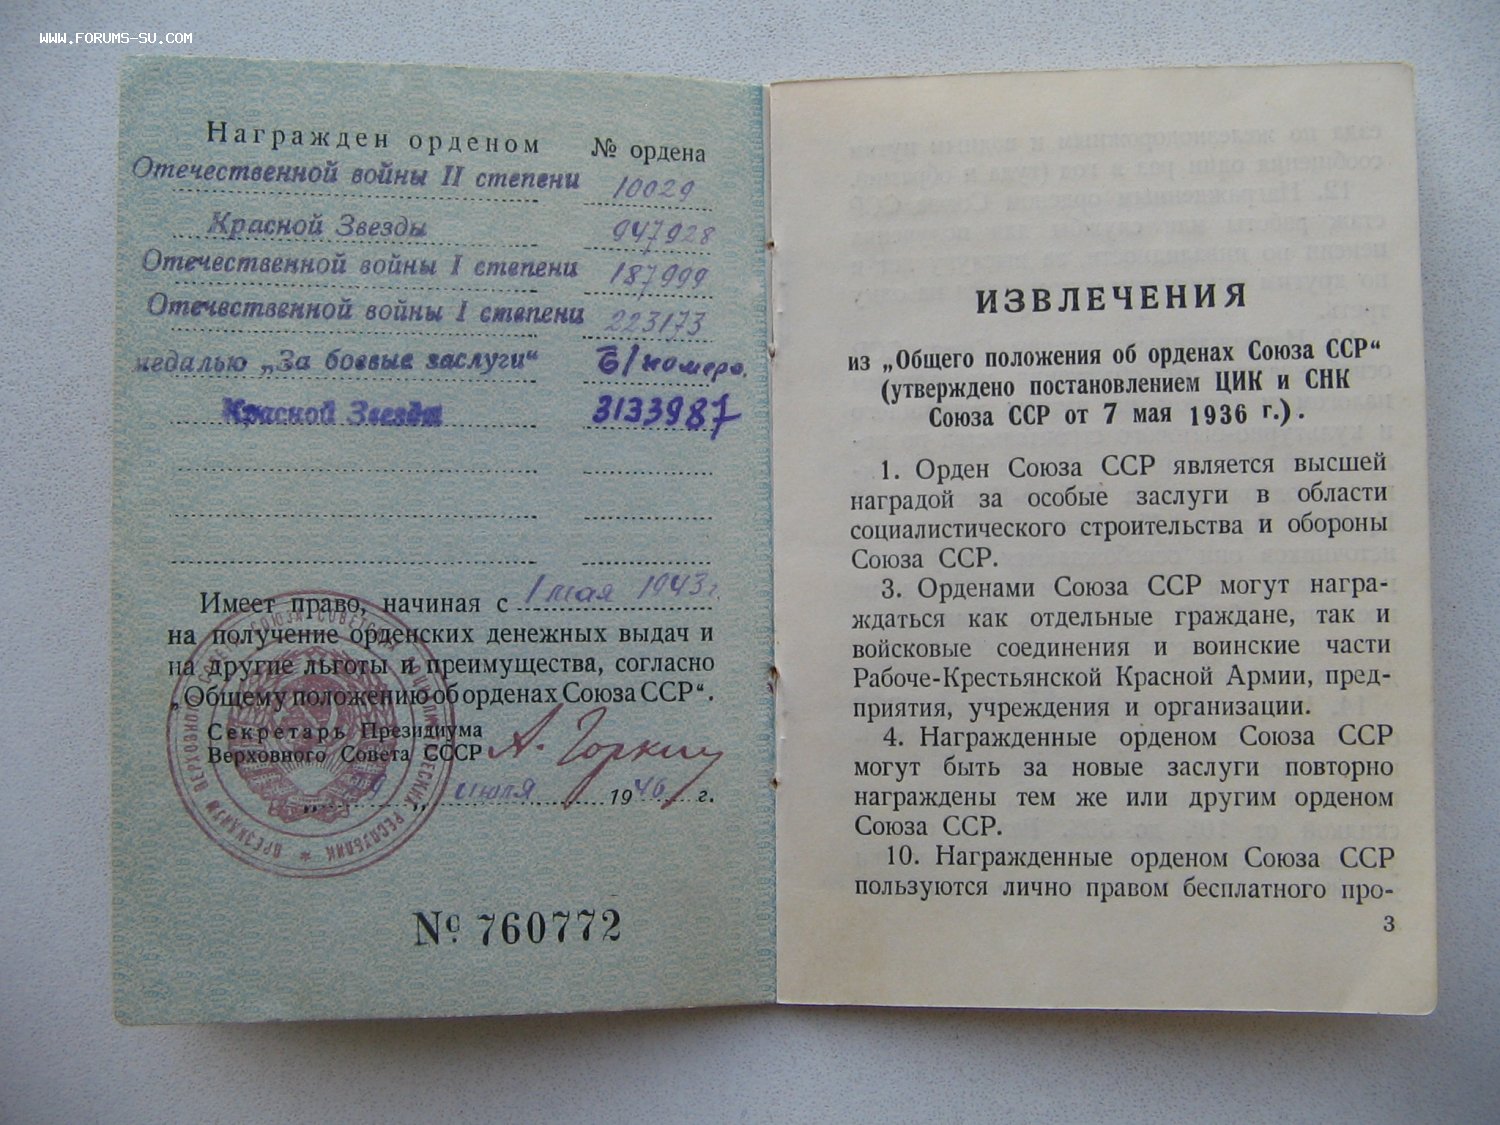 WWW.FORUMS-SU.COM
Награжден орденом № ордена
Отечественной войны II степени 10029
Красной Звезды 947928
Отечественной войны I степени 187999
Отечественной войны I степени 223173
медалью „За боевые заслуги“ Б/номера.
Красной Звезды 3133987
Имеет право, начиная с 1 мая 1943 г.
на получение орденских денежных выдач и
на другие льготы и преимущества, согласно
„Общему положению об орденах Союза ССР“.
Секретарь Президиума
Верховного Совета СССР А. Горкин
июля 1946 г.
№ 760772
ИЗВЛЕЧЕНИЯ
из „Общего положения об орденах Союза ССР“
(утверждено постановлением ЦИК и СНК
Союза ССР от 7 мая 1936 г.).
1. Орден Союза ССР является высшей
наградой за особые заслуги в области
социалистического строительства и обороны
Союза ССР.
3. Орденами Союза ССР могут награ-
ждаться как отдельные граждане, так и
войсковые соединения и воинские части
Рабоче-Крестьянской Красной Армии, пред-
приятия, учреждения и организации.
4. Награжденные орденом Союза ССР
могут быть за новые заслуги повторно
награждены тем же или другим орденом
Союза ССР.
10. Награжденные орденом Союза ССР
пользуются лично правом бесплатного про-
3